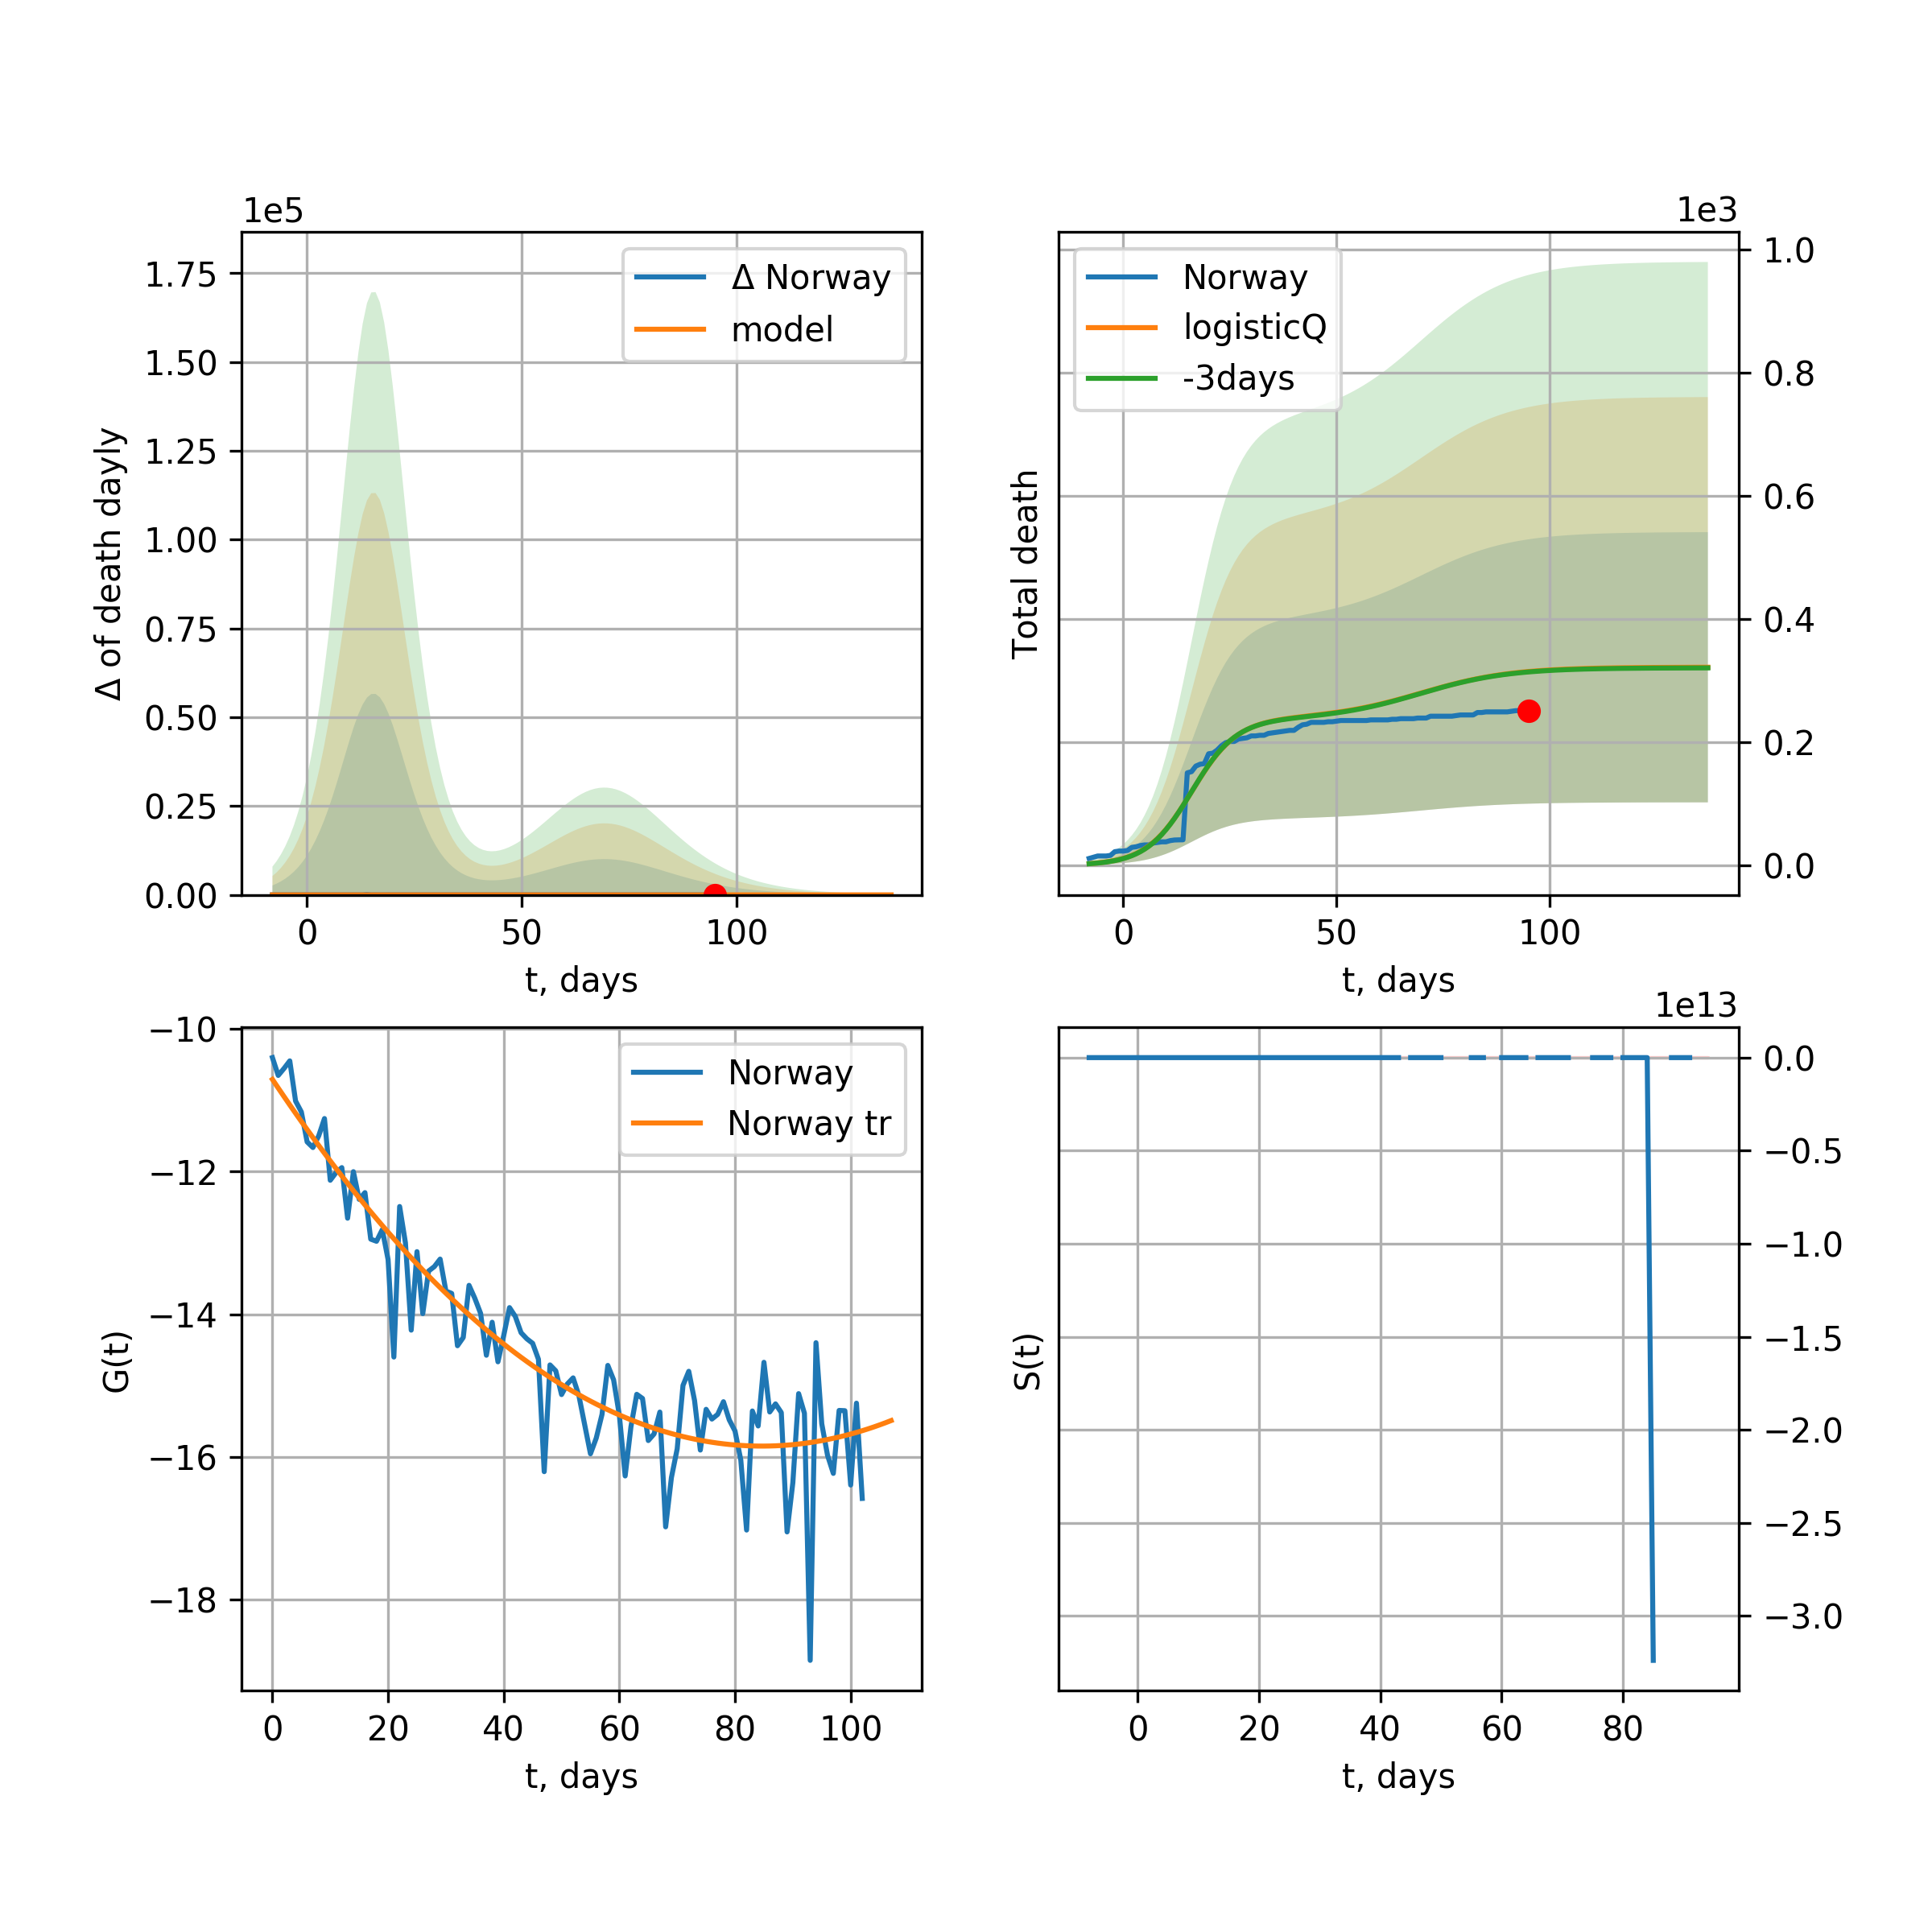 1e5
Δ of death dayly
1.75
1.50
1.25
1.00
0.75
0.50
0.25
0.00
Δ Norway
model
0 50 100
t, days
1e3
Total death
Norway
logisticQ
-3days
1.0
0.8
0.6
0.4
0.2
0.0
0 50 100
t, days
G(t)
−10
−12
−14
−16
−18
Norway
Norway tr
0 20 40 60 80 100
t, days
1e13
S(t)
0.0
−0.5
−1.0
−1.5
−2.0
−2.5
−3.0
0 20 40 60 80
t, days